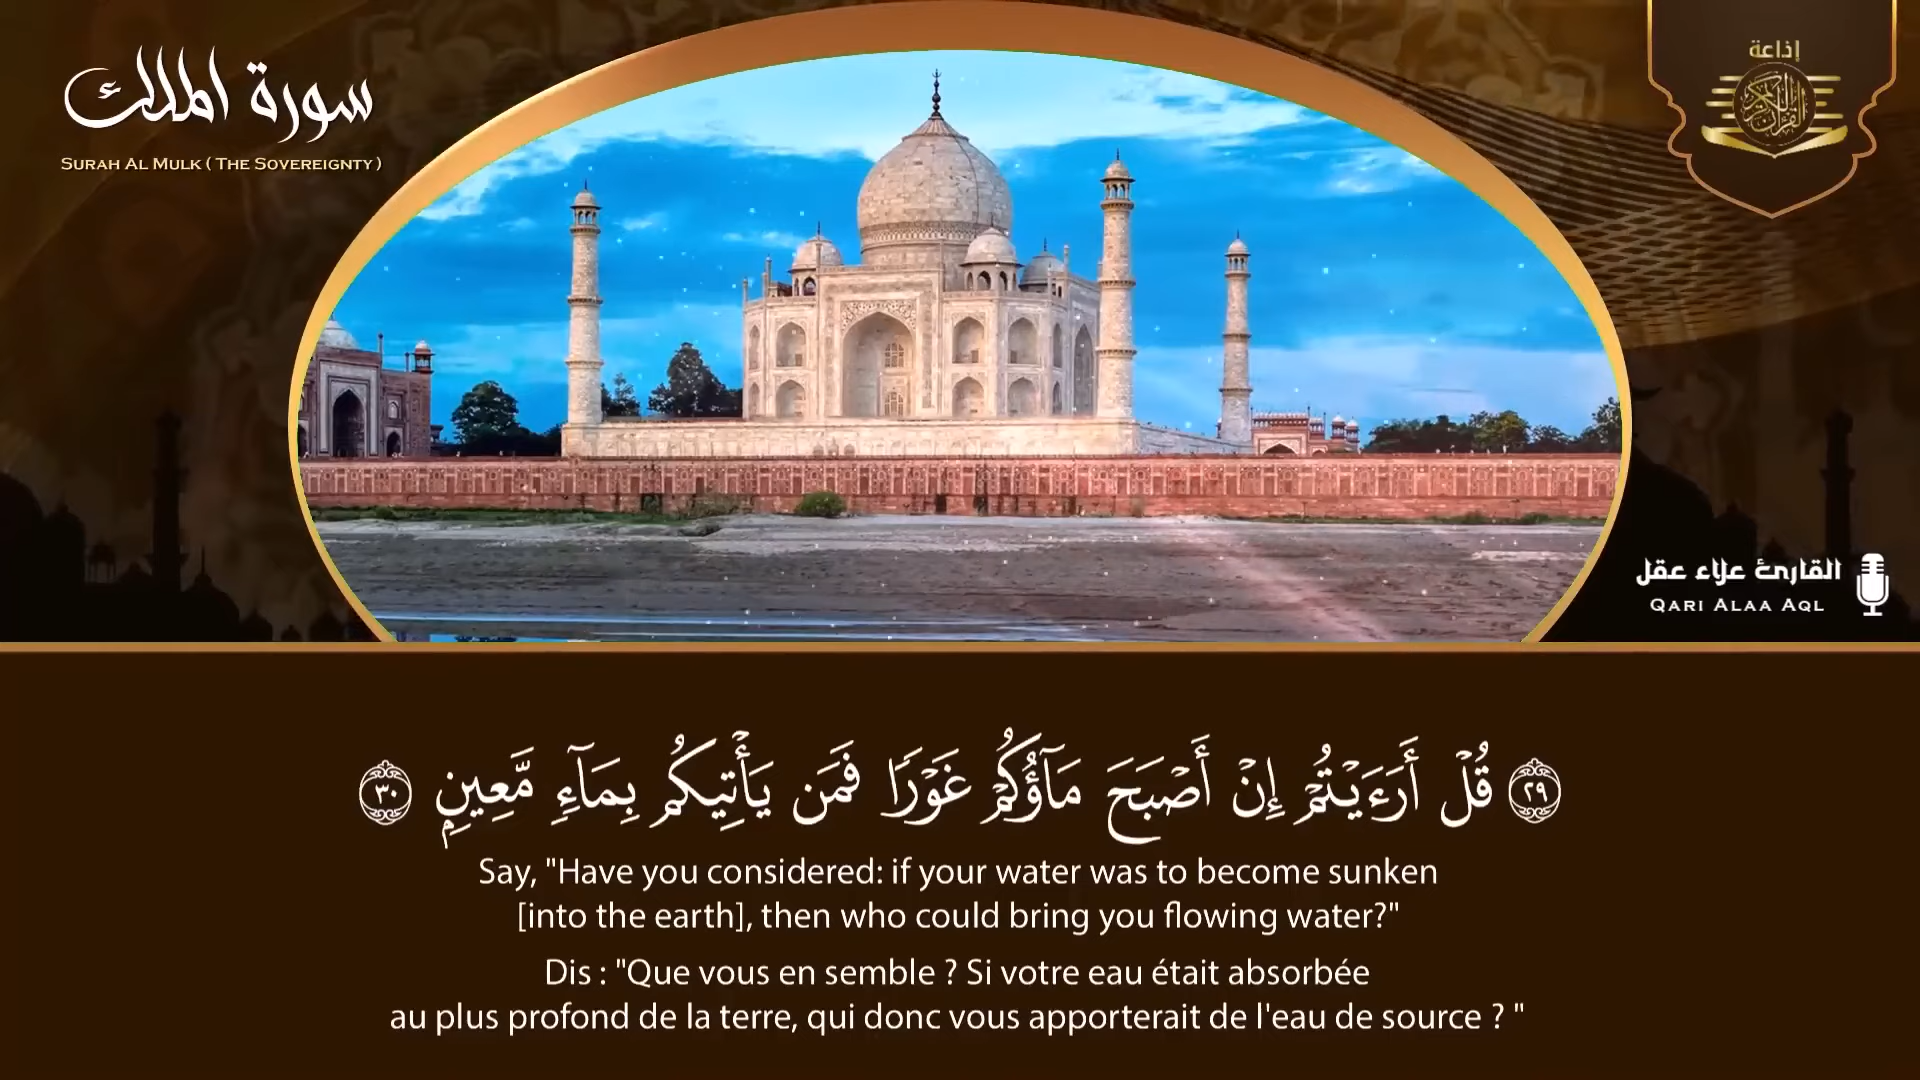 سورة الملك
SURAH AL MULK ( THE SOVEREIGNTY )
إذاعة
القرآن الكريم
القارئ علاء عقل
QARI ALAA AQL
٢٩ قُلْ أَرَءَيْتُمْ إِنْ أَصْبَحَ مَآؤُكُمْ غَوْرًا فَمَن يَأْتِيكُم بِمَآءٍ مَّعِينٍۭ ٣٠
Say, "Have you considered: if your water was to become sunken
[into the earth], then who could bring you flowing water?"
Dis : "Que vous en semble ? Si votre eau était absorbée
au plus profond de la terre, qui donc vous apporterait de l'eau de source ? "